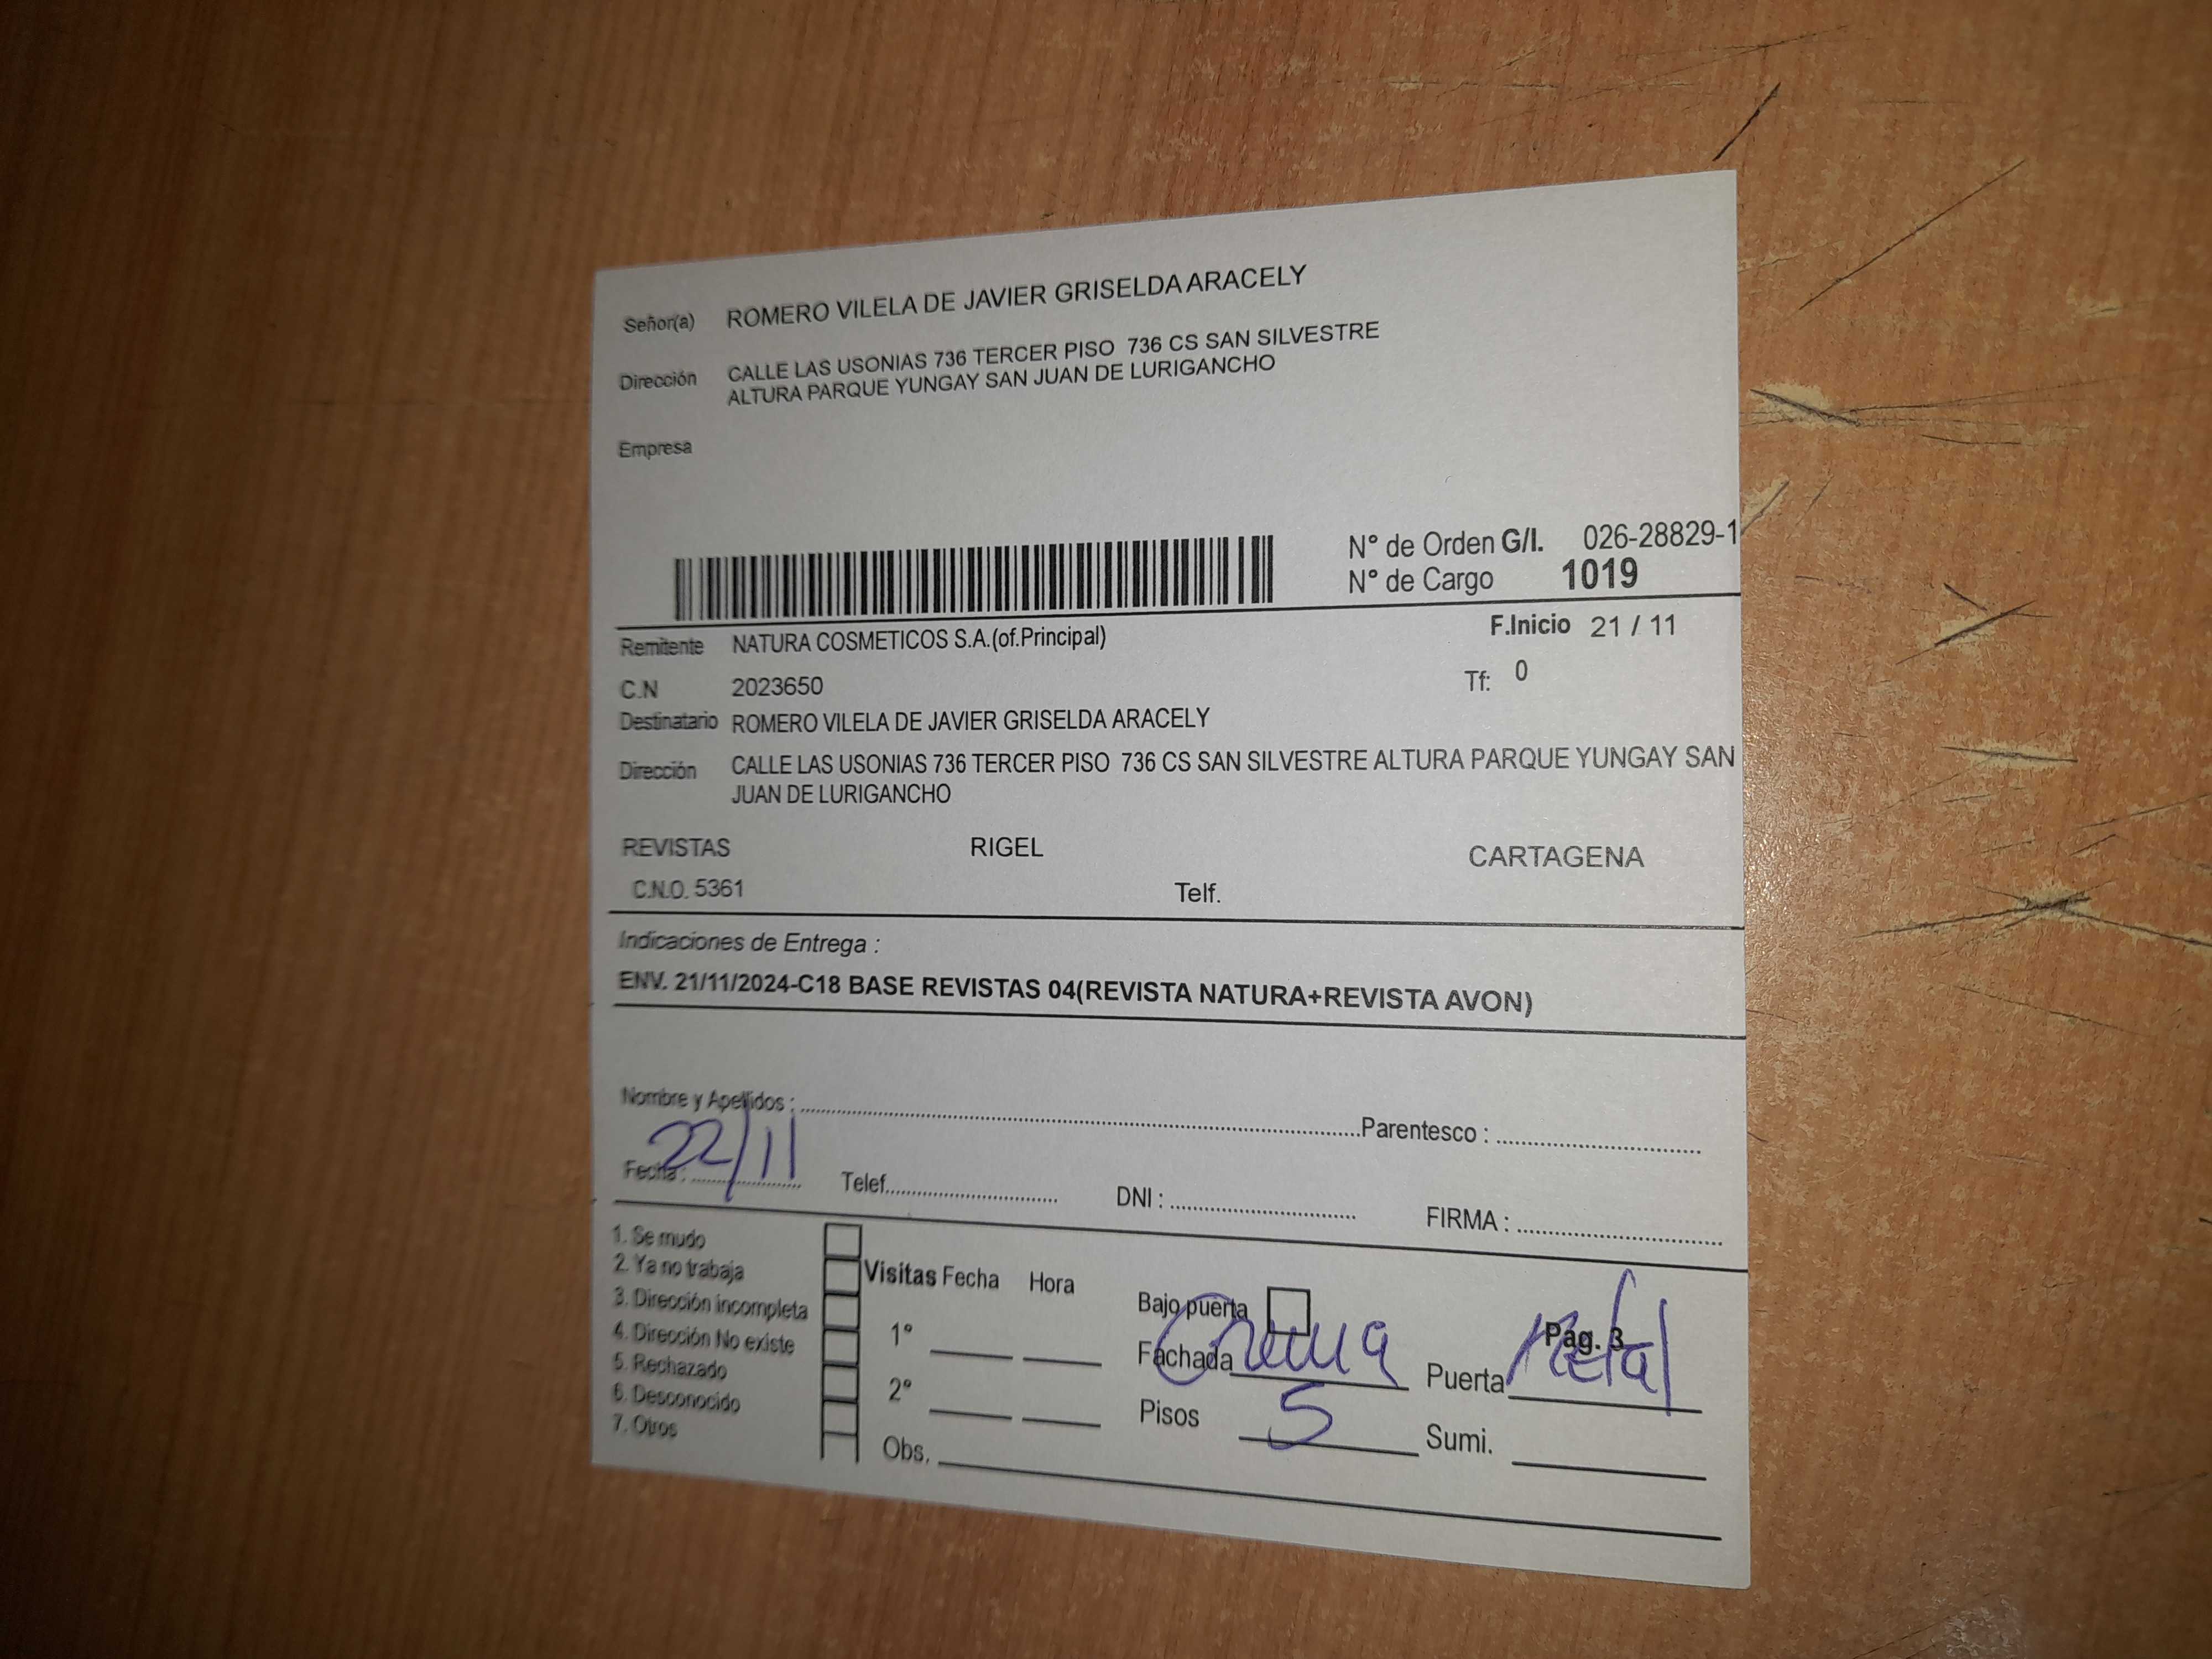 Señor(a) ROMERO VILELA DE JAVIER GRISELDA ARACELY
Dirección CALLE LAS USONIAS 736 TERCER PISO 736 CS SAN SILVESTRE
ALTURA PARQUE YUNGAY SAN JUAN DE LURIGANCHO
Empresa
N° de Orden G/I. 026-28829-1
N° de Cargo 1019
Remitente NATURA COSMETICOS S.A.(of.Principal) F.Inicio 21 / 11
C.N 2023650 Tf: 0
Destinatario ROMERO VILELA DE JAVIER GRISELDA ARACELY
Dirección CALLE LAS USONIAS 736 TERCER PISO 736 CS SAN SILVESTRE ALTURA PARQUE YUNGAY SAN
JUAN DE LURIGANCHO
REVISTAS RIGEL CARTAGENA
C.N.O. 5361 Telf.
Indicaciones de Entrega :
ENV. 21/11/2024-C18 BASE REVISTAS 04(REVISTA NATURA+REVISTA AVON)
Nombre y Apellidos : Parentesco :
Fecha : 22/11 Telef. DNI : FIRMA :
1. Se mudo
2. Ya no trabaja
3. Dirección incompleta
4. Dirección No existe
5. Rechazado
6. Desconocido
7. Otros
Visitas Fecha Hora
1°
2°
Obs.
Bajo puerta Pág. 3
Fachada Crema Puerta Metal
Pisos 5 Sumi.